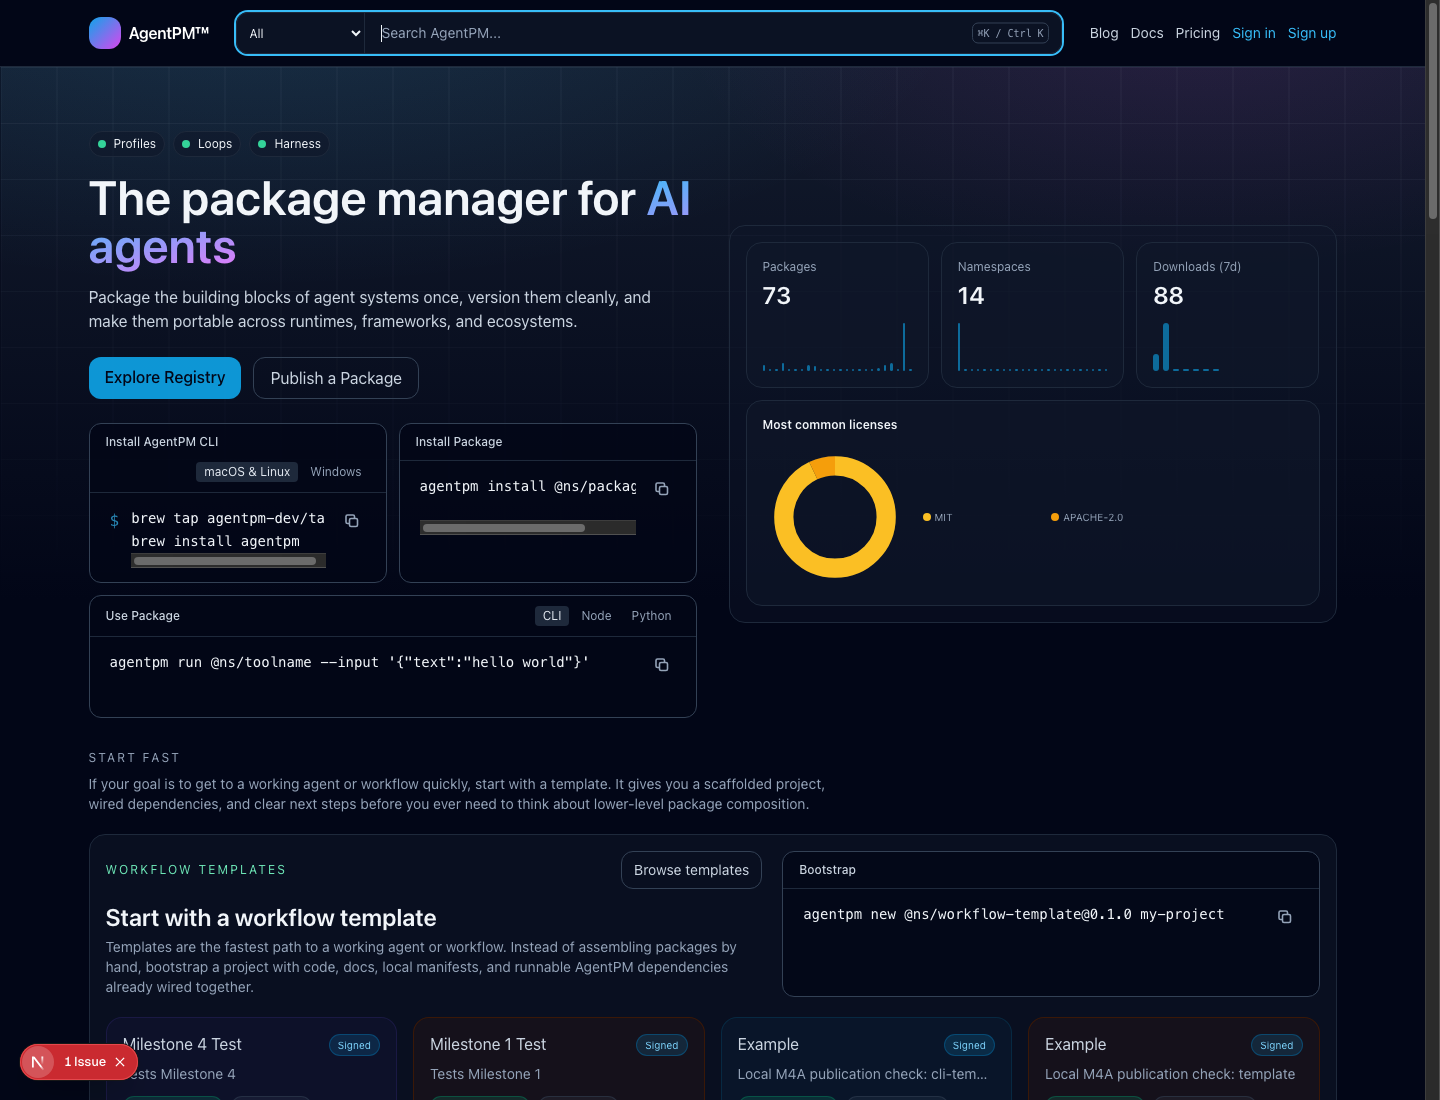 AgentPM™
All
Search AgentPM...
⌘K / Ctrl K
Blog
Docs
Pricing
Sign in
Sign up
Profiles
Loops
Harness
The package manager for AI
agents
Package the building blocks of agent systems once, version them cleanly, and
make them portable across runtimes, frameworks, and ecosystems.
Explore Registry
Publish a Package
Install AgentPM CLI
macOS & Linux
Windows
$ brew tap agentpm-dev/ta
brew install agentpm
Install Package
agentpm install @ns/packag
Use Package
CLI
Node
Python
agentpm run @ns/toolname --input '{"text":"hello world"}'
Packages
73
Namespaces
14
Downloads (7d)
88
Most common licenses
MIT
APACHE-2.0
START FAST
If your goal is to get to a working agent or workflow quickly, start with a template. It gives you a scaffolded project,
wired dependencies, and clear next steps before you ever need to think about lower-level package composition.
WORKFLOW TEMPLATES
Browse templates
Start with a workflow template
Templates are the fastest path to a working agent or workflow. Instead of assembling packages by
hand, bootstrap a project with code, docs, local manifests, and runnable AgentPM dependencies
already wired together.
Bootstrap
agentpm new @ns/workflow-template@0.1.0 my-project
Milestone 4 Test
Signed
ests Milestone 4
Milestone 1 Test
Signed
Tests Milestone 1
Example
Signed
Local M4A publication check: cli-tem...
Example
Signed
Local M4A publication check: template
N
1 Issue